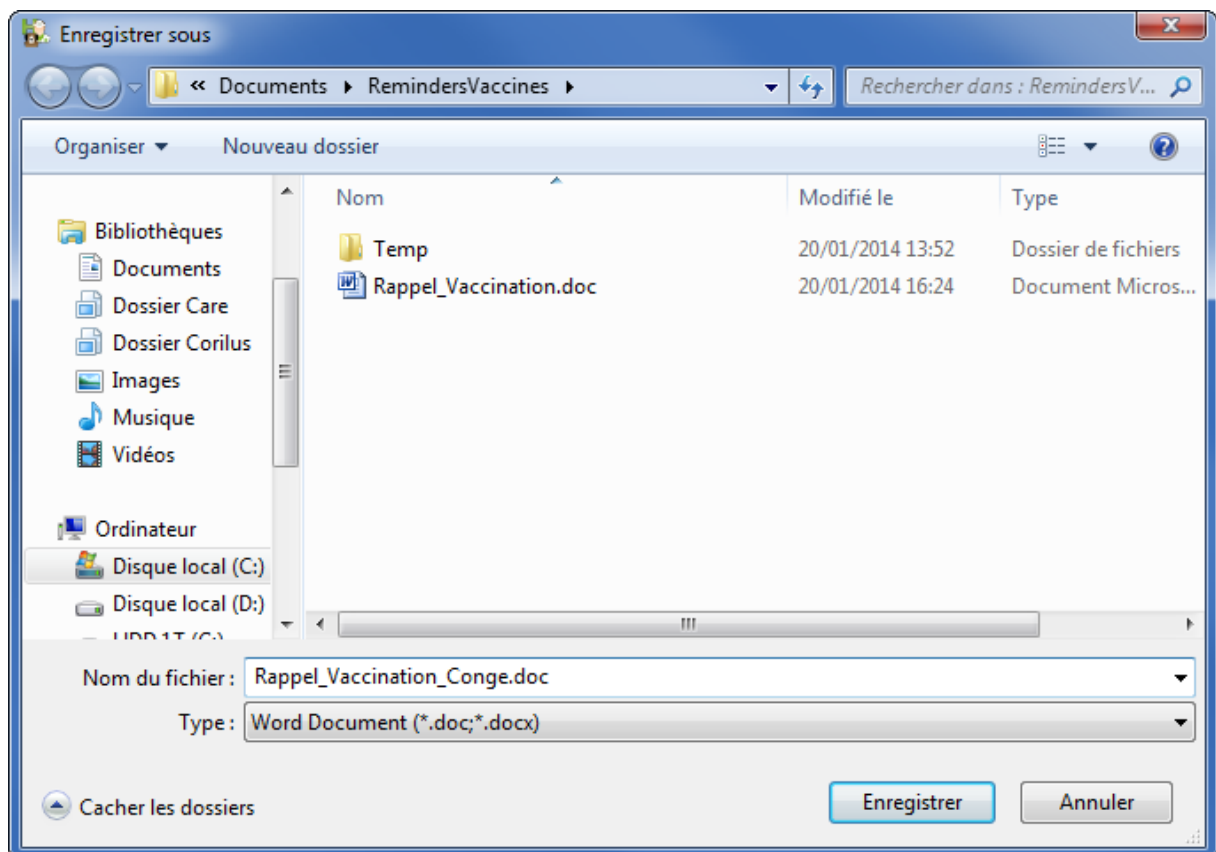 Enregistrer sous
« Documents RemindersVaccines
Rechercher dans : RemindersV...
Organiser
Nouveau dossier
Nom Modifié le Type
Bibliothèques
Documents
Dossier Care
Dossier Corilus
Images
Musique
Vidéos
Ordinateur
Disque local (C:)
Disque local (D:)
Temp 20/01/2014 13:52 Dossier de fichiers
Rappel_Vaccination.doc 20/01/2014 16:24 Document Micros...
Nom du fichier : Rappel_Vaccination_Conge.doc
Type : Word Document (*.doc;*.docx)
Cacher les dossiers
Enregistrer
Annuler